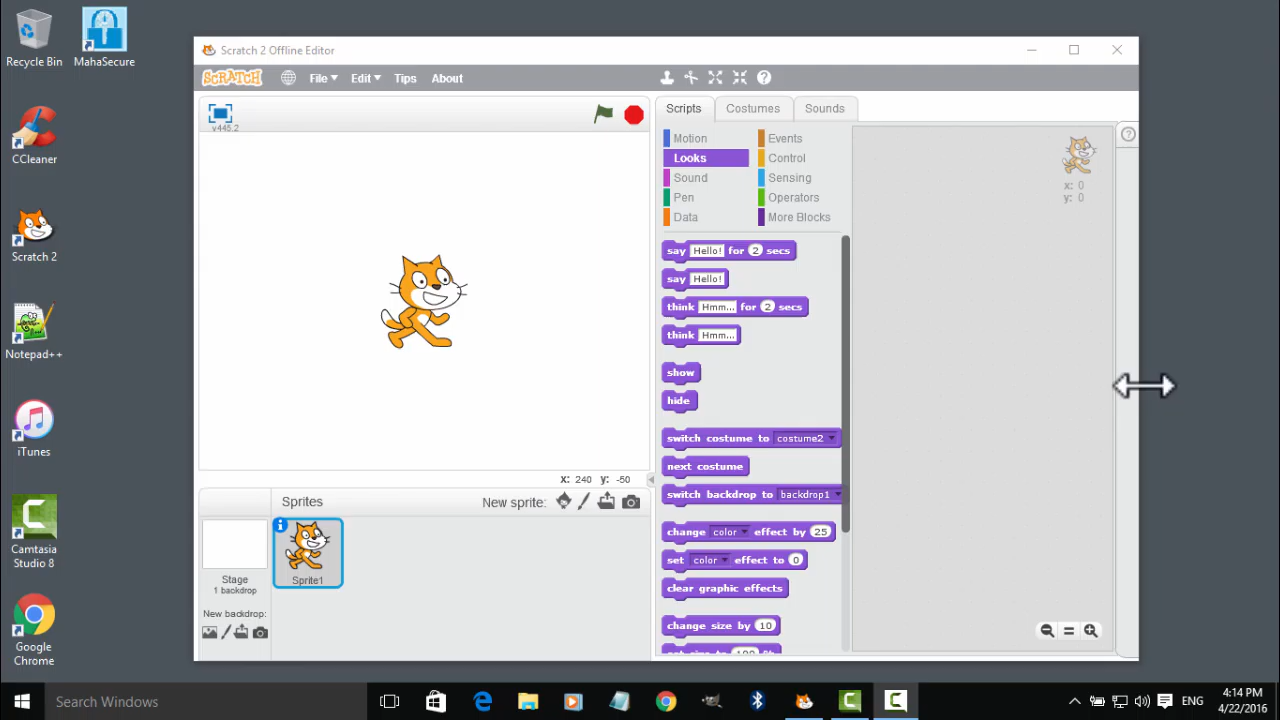 Recycle Bin
MahaSecure
CCleaner
Scratch 2
Notepad++
iTunes
Camtasia
Studio 8
Google
Chrome
Scratch 2 Offline Editor
SCRATCH
File
Edit
Tips
About
v445.2
Scripts
Costumes
Sounds
Motion
Looks
Sound
Pen
Data
Events
Control
Sensing
Operators
More Blocks
say Hello! for 2 secs
say Hello!
think Hmm... for 2 secs
think Hmm...
show
hide
switch costume to costume2
next costume
switch backdrop to backdrop1
change color effect by 25
set color effect to 0
clear graphic effects
change size by 10
x: 0
y: 0
x: 240 y: -50
Sprites
New sprite:
Stage
1 backdrop
New backdrop:
Sprite1
Search Windows
ENG
4:14 PM
4/22/2016